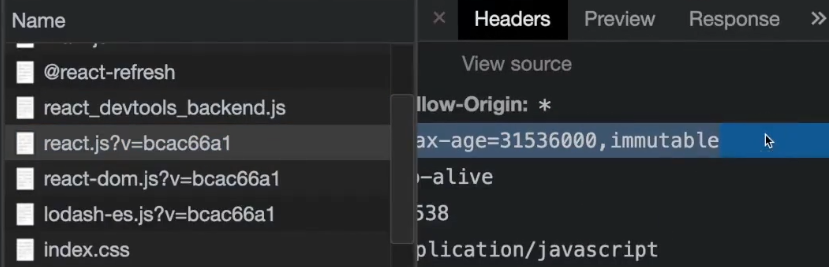 Name
@react-refresh
react_devtools_backend.js
react.js?v=bcac66a1
react-dom.js?v=bcac66a1
lodash-es.js?v=bcac66a1
index.css
× Headers Preview Response »
View source
llow-Origin: *
ax-age=31536000,immutable
-alive
538
plication/javascript